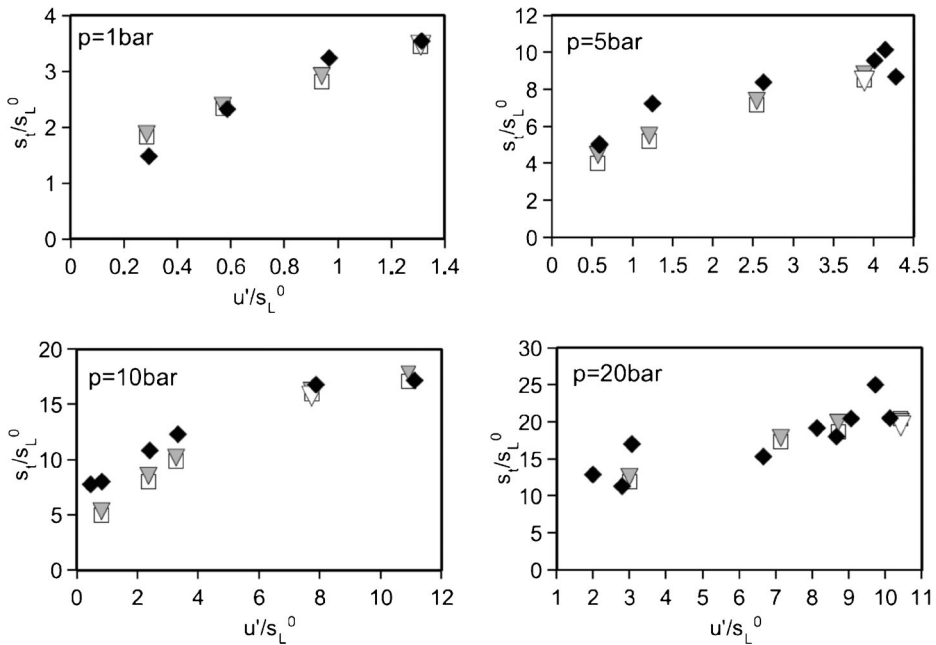 p=1bar
4
3
2
1
0
s_t/s_L^0
0 0.2 0.4 0.6 0.8 1 1.2 1.4
u'/s_L^0
p=5bar
12
10
8
6
4
2
0
s_t/s_L^0
0 0.5 1 1.5 2 2.5 3 3.5 4 4.5
u'/s_L^0
p=10bar
20
15
10
5
0
s_t/s_L^0
0 2 4 6 8 10 12
u'/s_L^0
p=20bar
30
25
20
15
10
5
0
s_t/s_L^0
1 2 3 4 5 6 7 8 9 10 11
u'/s_L^0